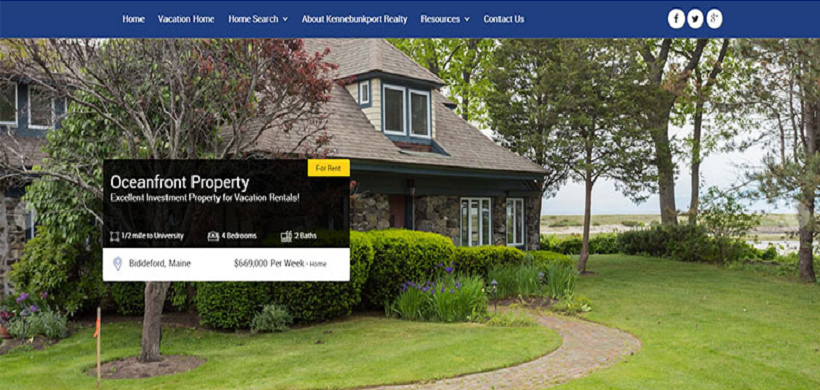 Home Vacation Home Home Search About Kennebunkport Realty Resources Contact Us
For Rent
Oceanfront Property
Excellent Investment Property for Vacation Rentals!
1/2 mile to University 4 Bedrooms 2 Baths
Biddeford, Maine $669,000 Per Week - Home